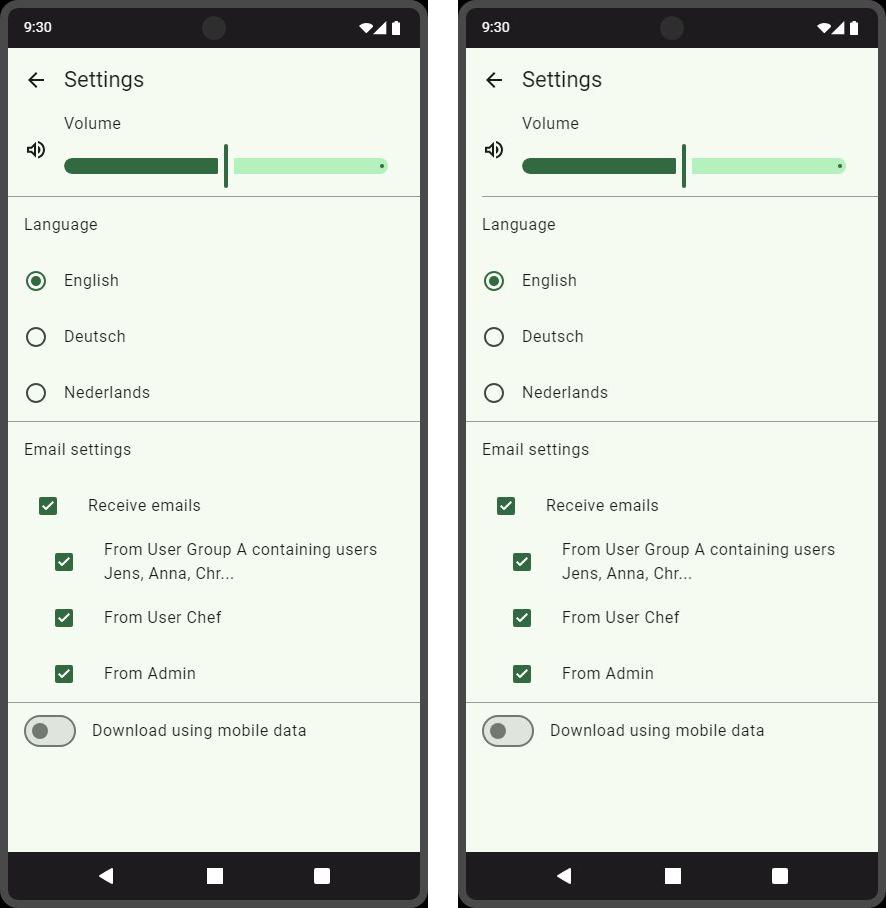 9:30
Settings
Volume
Language
English
Deutsch
Nederlands
Email settings
Receive emails
From User Group A containing users
Jens, Anna, Chr...
From User Chef
From Admin
Download using mobile data
9:30
Settings
Volume
Language
English
Deutsch
Nederlands
Email settings
Receive emails
From User Group A containing users
Jens, Anna, Chr...
From User Chef
From Admin
Download using mobile data